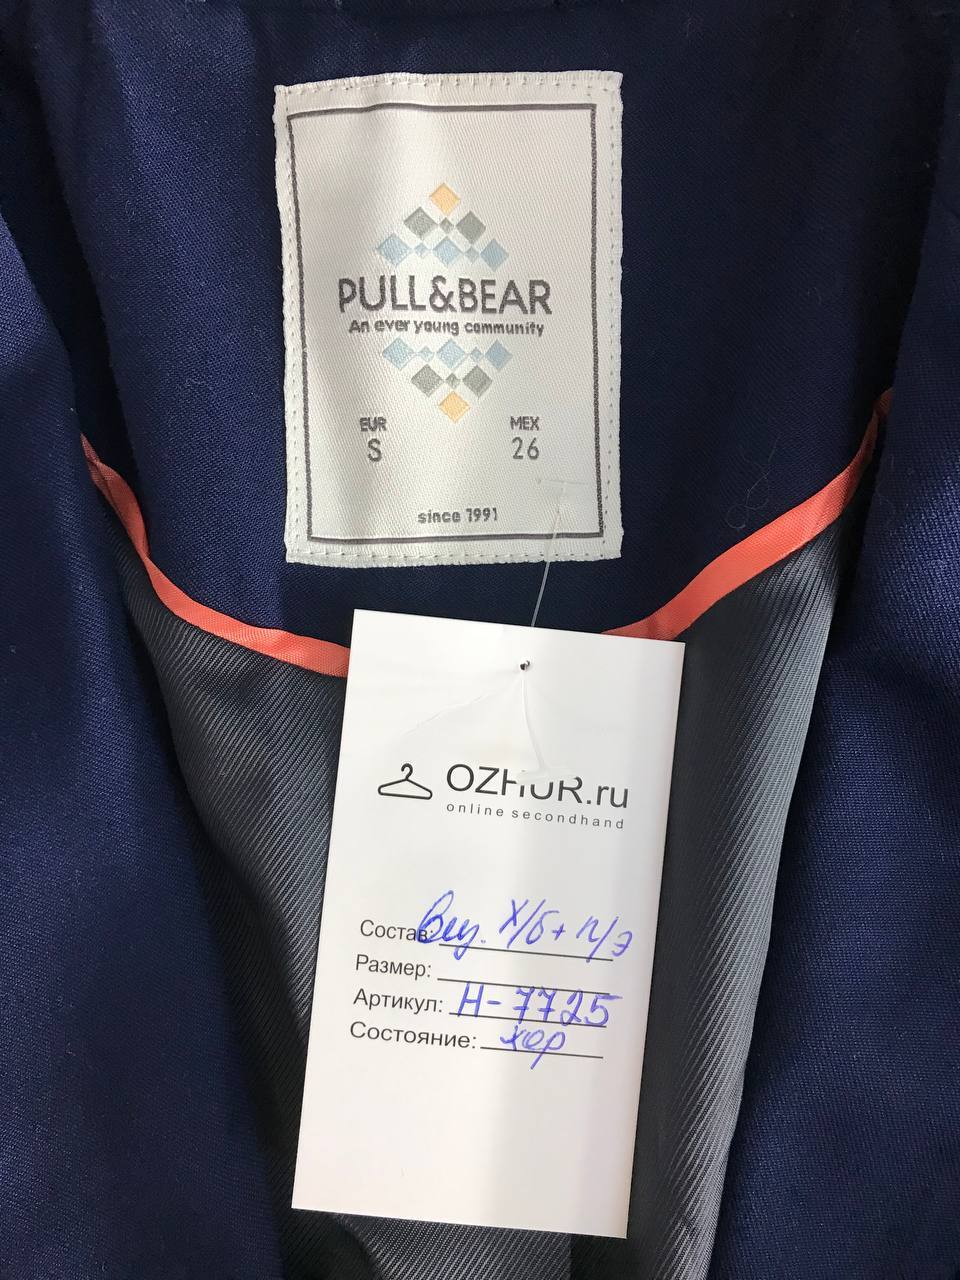 PULL&BEAR
An ever young community
EUR MEX
S 26
since 1991
OZHUR.ru
online secondhand
Состав: Виз. х/б + п/э
Размер:
Артикул: Н-7725
Состояние: хор